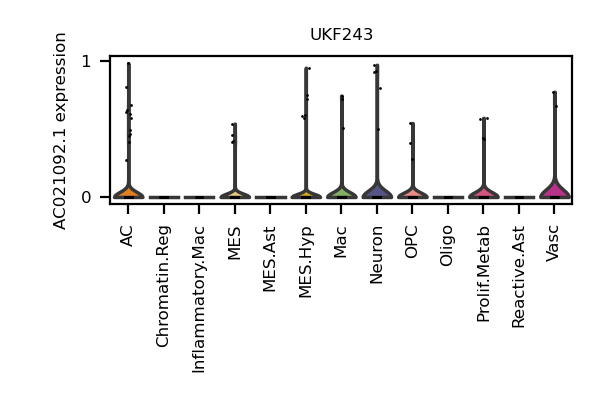 UKF243
AC021092.1 expression
1
0
AC
Chromatin.Reg
Inflammatory.Mac
MES
MES.Ast
MES.Hyp
Mac
Neuron
OPC
Oligo
Prolif.Metab
Reactive.Ast
Vasc